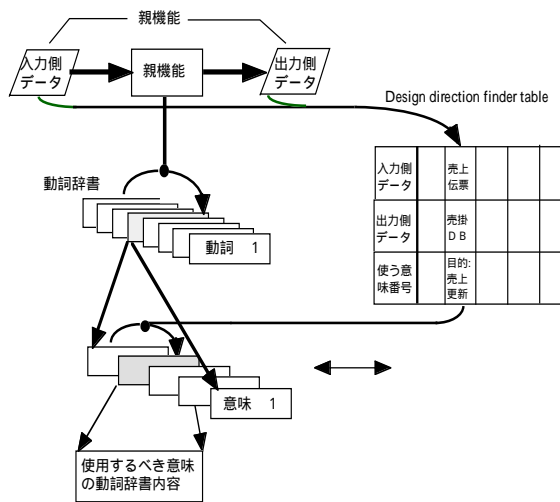 親機能
入力側
データ
親機能
出力側
データ
Design direction finder table
入力側
データ
売上
伝票
出力側
データ
売掛
ＤＢ
使う意
味番号
目的:
売上
更新
動詞辞書
動詞 1
意味 1
使用するべき意味
の動詞辞書内容